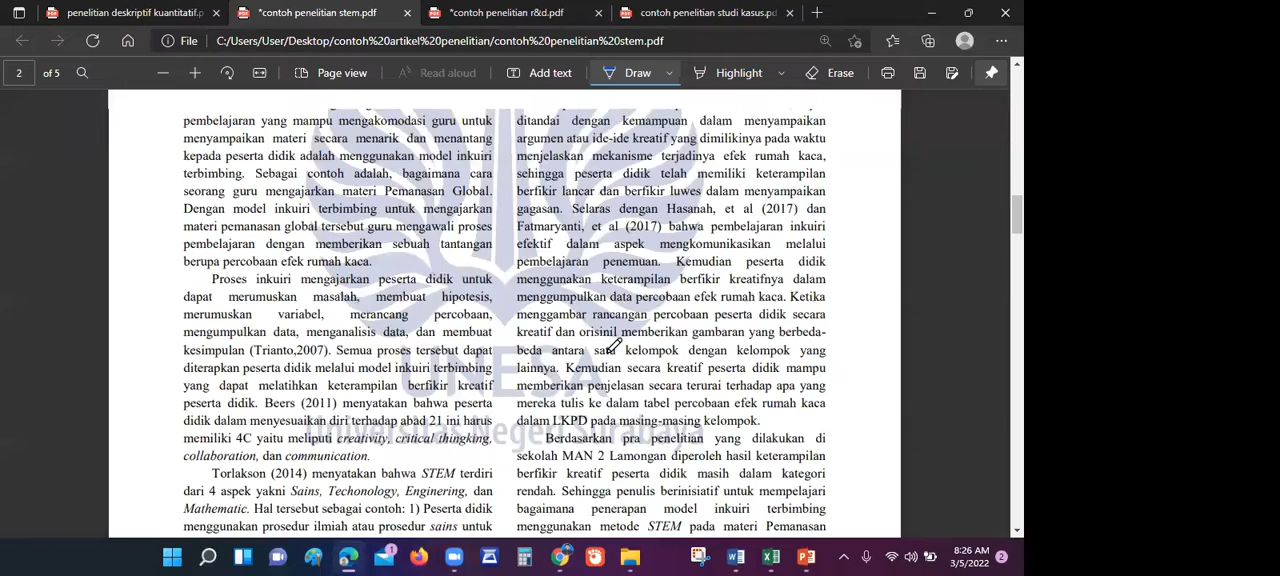 penelitian deskriptif kuantitatif.p
*contoh penelitian stem.pdf
*contoh penelitian r&d.pdf
contoh penelitian studi kasus.pd
File
C:/Users/User/Desktop/contoh%20artikel%20penelitian/contoh%20penelitian%20stem.pdf
2 of 5
Page view
Read aloud
Add text
Draw
Highlight
Erase
pembelajaran yang mampu mengakomodasi guru untuk
menyampaikan materi secara menarik dan menantang
kepada peserta didik adalah menggunakan model inkuiri
terbimbing. Sebagai contoh adalah, bagaimana cara
seorang guru mengajarkan materi Pemanasan Global.
Dengan model inkuiri terbimbing untuk mengajarkan
materi pemanasan global tersebut guru mengawali proses
pembelajaran dengan memberikan sebuah tantangan
berupa percobaan efek rumah kaca.
Proses inkuiri mengajarkan peserta didik untuk
dapat merumuskan masalah, membuat hipotesis,
merumuskan variabel, merancang percobaan,
mengumpulkan data, menganalisis data, dan membuat
kesimpulan (Trianto,2007). Semua proses tersebut dapat
diterapkan peserta didik melalui model inkuiri terbimbing
yang dapat melatihkan keterampilan berfikir kreatif
peserta didik. Beers (2011) menyatakan bahwa peserta
didik dalam menyesuaikan diri terhadap abad 21 ini harus
memiliki 4C yaitu meliputi creativity, critical thingking,
collaboration, dan communication.
Torlakson (2014) menyatakan bahwa STEM terdiri
dari 4 aspek yakni Sains, Techonology, Enginering, dan
Mathematic. Hal tersebut sebagai contoh: 1) Peserta didik
menggunakan prosedur ilmiah atau prosedur sains untuk
ditandai dengan kemampuan dalam menyampaikan
argumen atau ide-ide kreatif yang dimilikinya pada waktu
menjelaskan mekanisme terjadinya efek rumah kaca,
sehingga peserta didik telah memiliki keterampilan
berfikir lancar dan berfikir luwes dalam menyampaikan
gagasan. Selaras dengan Hasanah, et al (2017) dan
Fatmaryanti, et al (2017) bahwa pembelajaran inkuiri
efektif dalam aspek mengkomunikasikan melalui
pembelajaran penemuan. Kemudian peserta didik
menggunakan keterampilan berfikir kreatifnya dalam
menggumpulkan data percobaan efek rumah kaca. Ketika
menggambar rancangan percobaan peserta didik secara
kreatif dan orisinil memberikan gambaran yang berbeda-
beda antara satu kelompok dengan kelompok yang
lainnya. Kemudian secara kreatif peserta didik mampu
memberikan penjelasan secara terurai terhadap apa yang
mereka tulis ke dalam tabel percobaan efek rumah kaca
dalam LKPD pada masing-masing kelompok.
Berdasarkan pra penelitian yang dilakukan di
sekolah MAN 2 Lamongan diperoleh hasil keterampilan
berfikir kreatif peserta didik masih dalam kategori
rendah. Sehingga penulis berinisiatif untuk mempelajari
bagaimana penerapan model inkuiri terbimbing
menggunakan metode STEM pada materi Pemanasan
UNESA
Universitas Negeri Surabaya
8:26 AM
3/5/2022
2
1